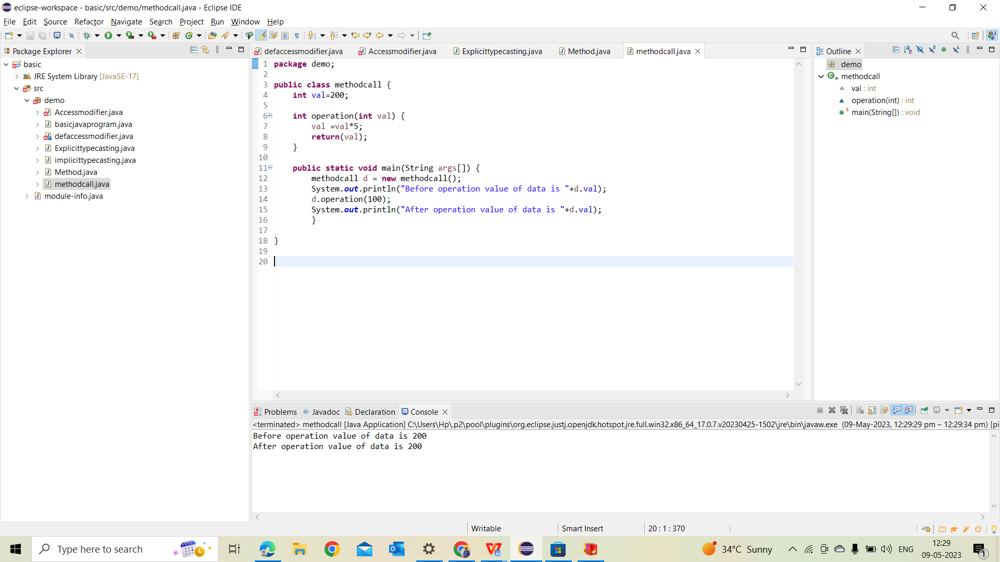 eclipse-workspace - basic/src/demo/methodcall.java - Eclipse IDE
File Edit Source Refactor Navigate Search Project Run Window Help
Package Explorer
basic
JRE System Library [JavaSE-17]
src
demo
Accessmodifier.java
basicjavaprogram.java
defaccessmodifier.java
Explicittypecasting.java
implicittypecasting.java
Method.java
methodcall.java
module-info.java
defaccessmodifier.java Accessmodifier.java Explicittypecasting.java Method.java methodcall.java
1 package demo;
2
3 public class methodcall {
4     int val=200;
5
6     int operation(int val) {
7         val =val*5;
8         return(val);
9     }
10
11     public static void main(String args[]) {
12         methodcall d = new methodcall();
13         System.out.println("Before operation value of data is "+d.val);
14         d.operation(100);
15         System.out.println("After operation value of data is "+d.val);
16         }
17
18 }
19
20
Outline
demo
methodcall
val : int
operation(int) : int
main(String[]) : void
Problems Javadoc Declaration Console
<terminated> methodcall [Java Application] C:\Users\Hp\.p2\pool\plugins\org.eclipse.justj.openjdk.hotspot.jre.full.win32.x86_64_17.0.7.v20230425-1502\jre\bin\javaw.exe (09-May-2023, 12:29:29 pm – 12:29:34 pm) [pi
Before operation value of data is 200
After operation value of data is 200
Writable Smart Insert 20 : 1 : 370
Type here to search
34°C Sunny
ENG
12:29
09-05-2023
1